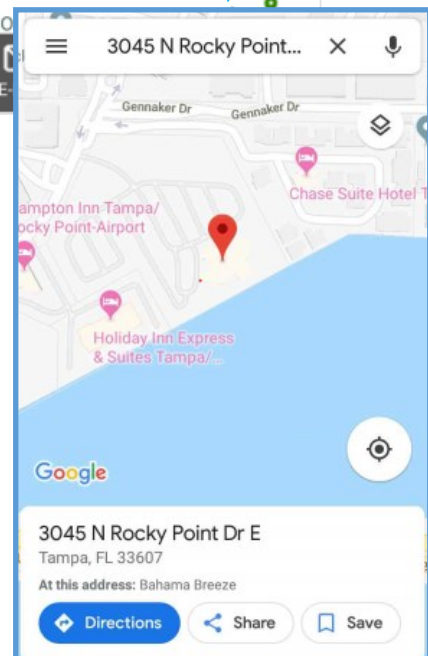 3045 N Rocky Point...
Gennaker Dr
Gennaker Dr
Chase Suite Hotel T
ampton Inn Tampa/
ocky Point-Airport
Holiday Inn Express
& Suites Tampa/...
Google
3045 N Rocky Point Dr E
Tampa, FL 33607
At this address: Bahama Breeze
Directions
Share
Save